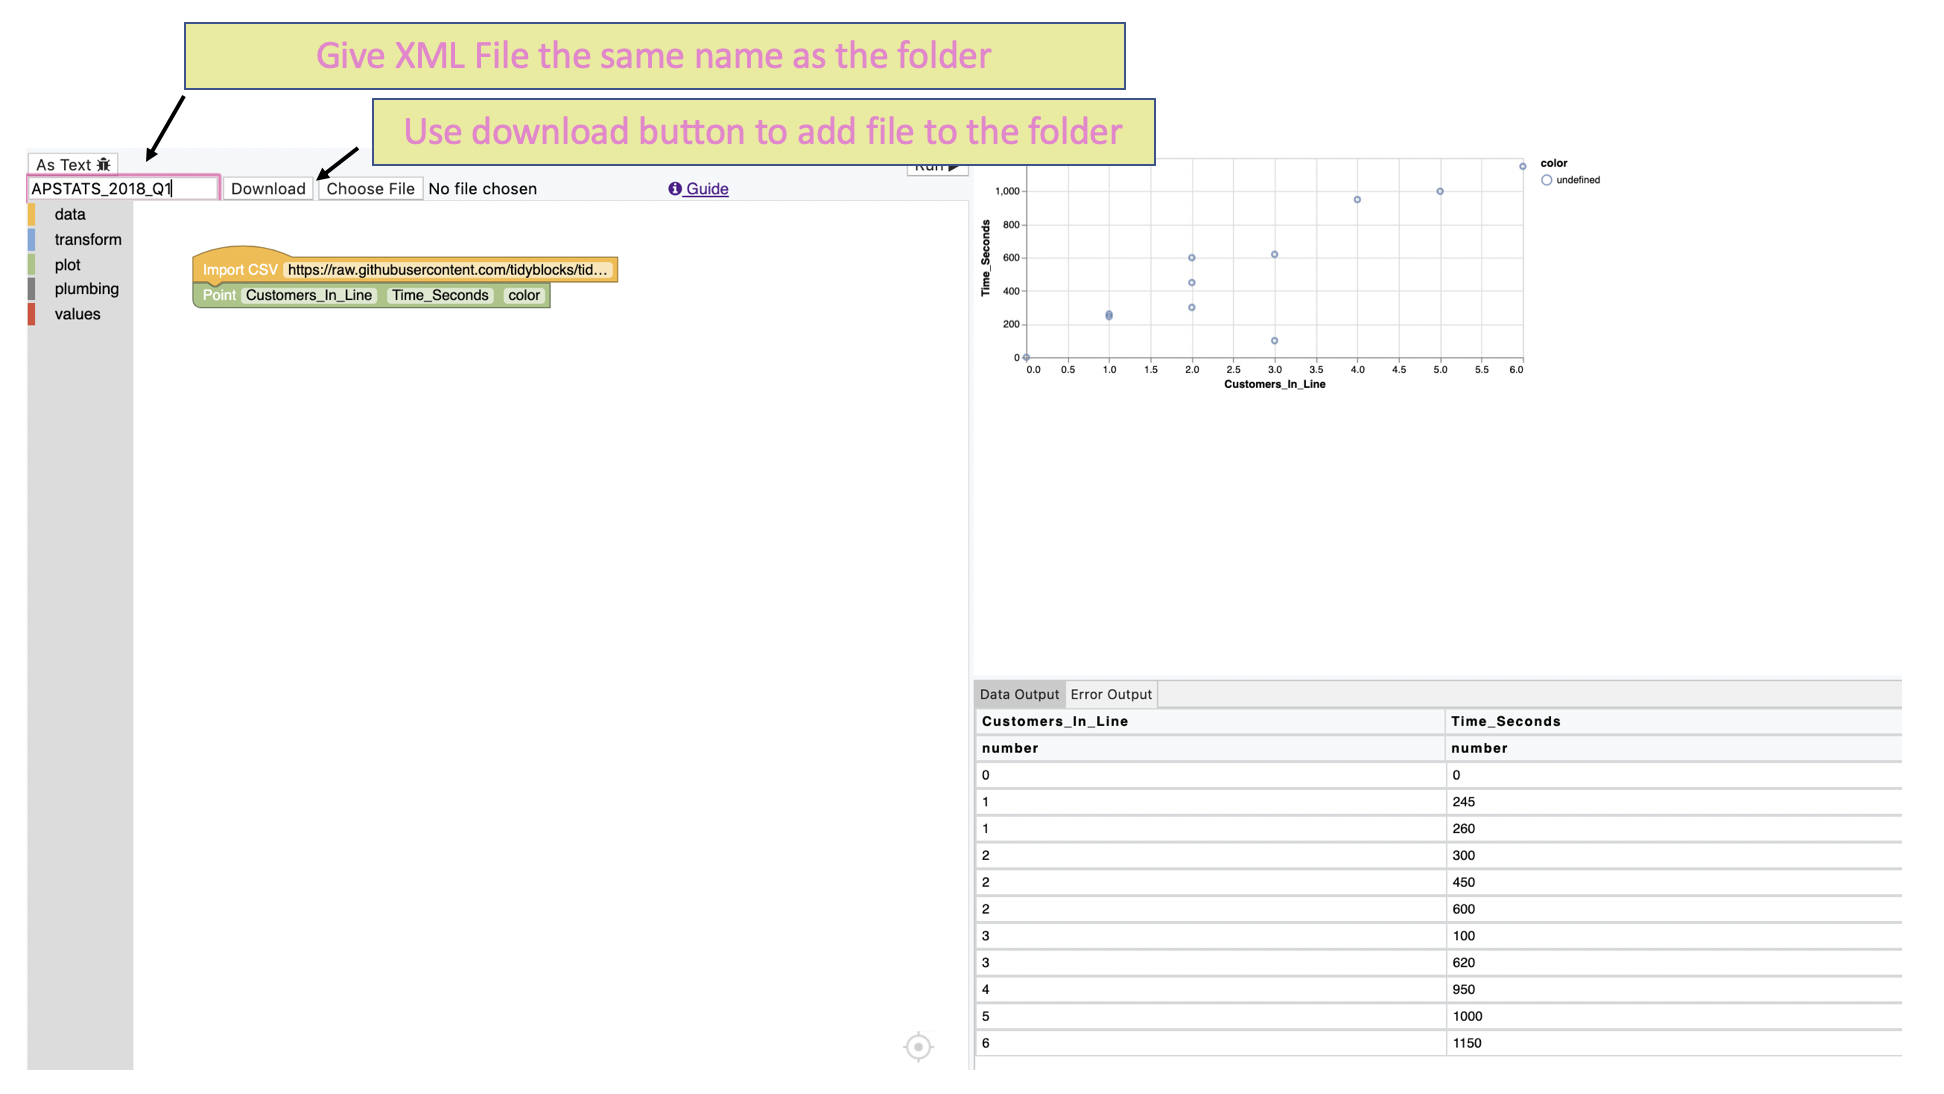 Give XML File the same name as the folder
Use download button to add file to the folder
As Text
Run
APSTATS_2018_Q1 Download Choose File No file chosen Guide
data
transform
plot
plumbing
values
Import CSV https://raw.githubusercontent.com/tidyblocks/tid...
Point Customers_In_Line Time_Seconds color
color
undefined
1,000
800
600
400
200
0
Time_Seconds
0.0 0.5 1.0 1.5 2.0 2.5 3.0 3.5 4.0 4.5 5.0 5.5 6.0
Customers_In_Line
Data Output Error Output
Customers_In_Line Time_Seconds
number number
0 0
1 245
1 260
2 300
2 450
2 600
3 100
3 620
4 950
5 1000
6 1150